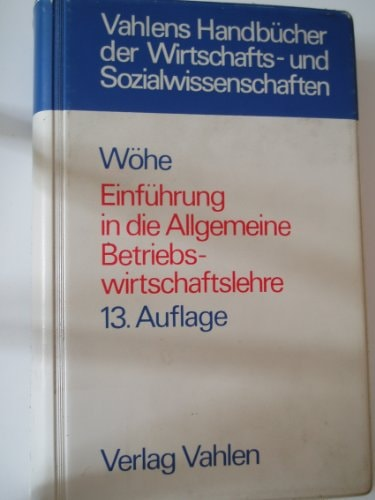 Vahlens Handbücher
der Wirtschafts- und
Sozialwissenschaften
Wöhe
Einführung
in die Allgemeine
Betriebs-
wirtschaftslehre
13. Auflage
Verlag Vahlen